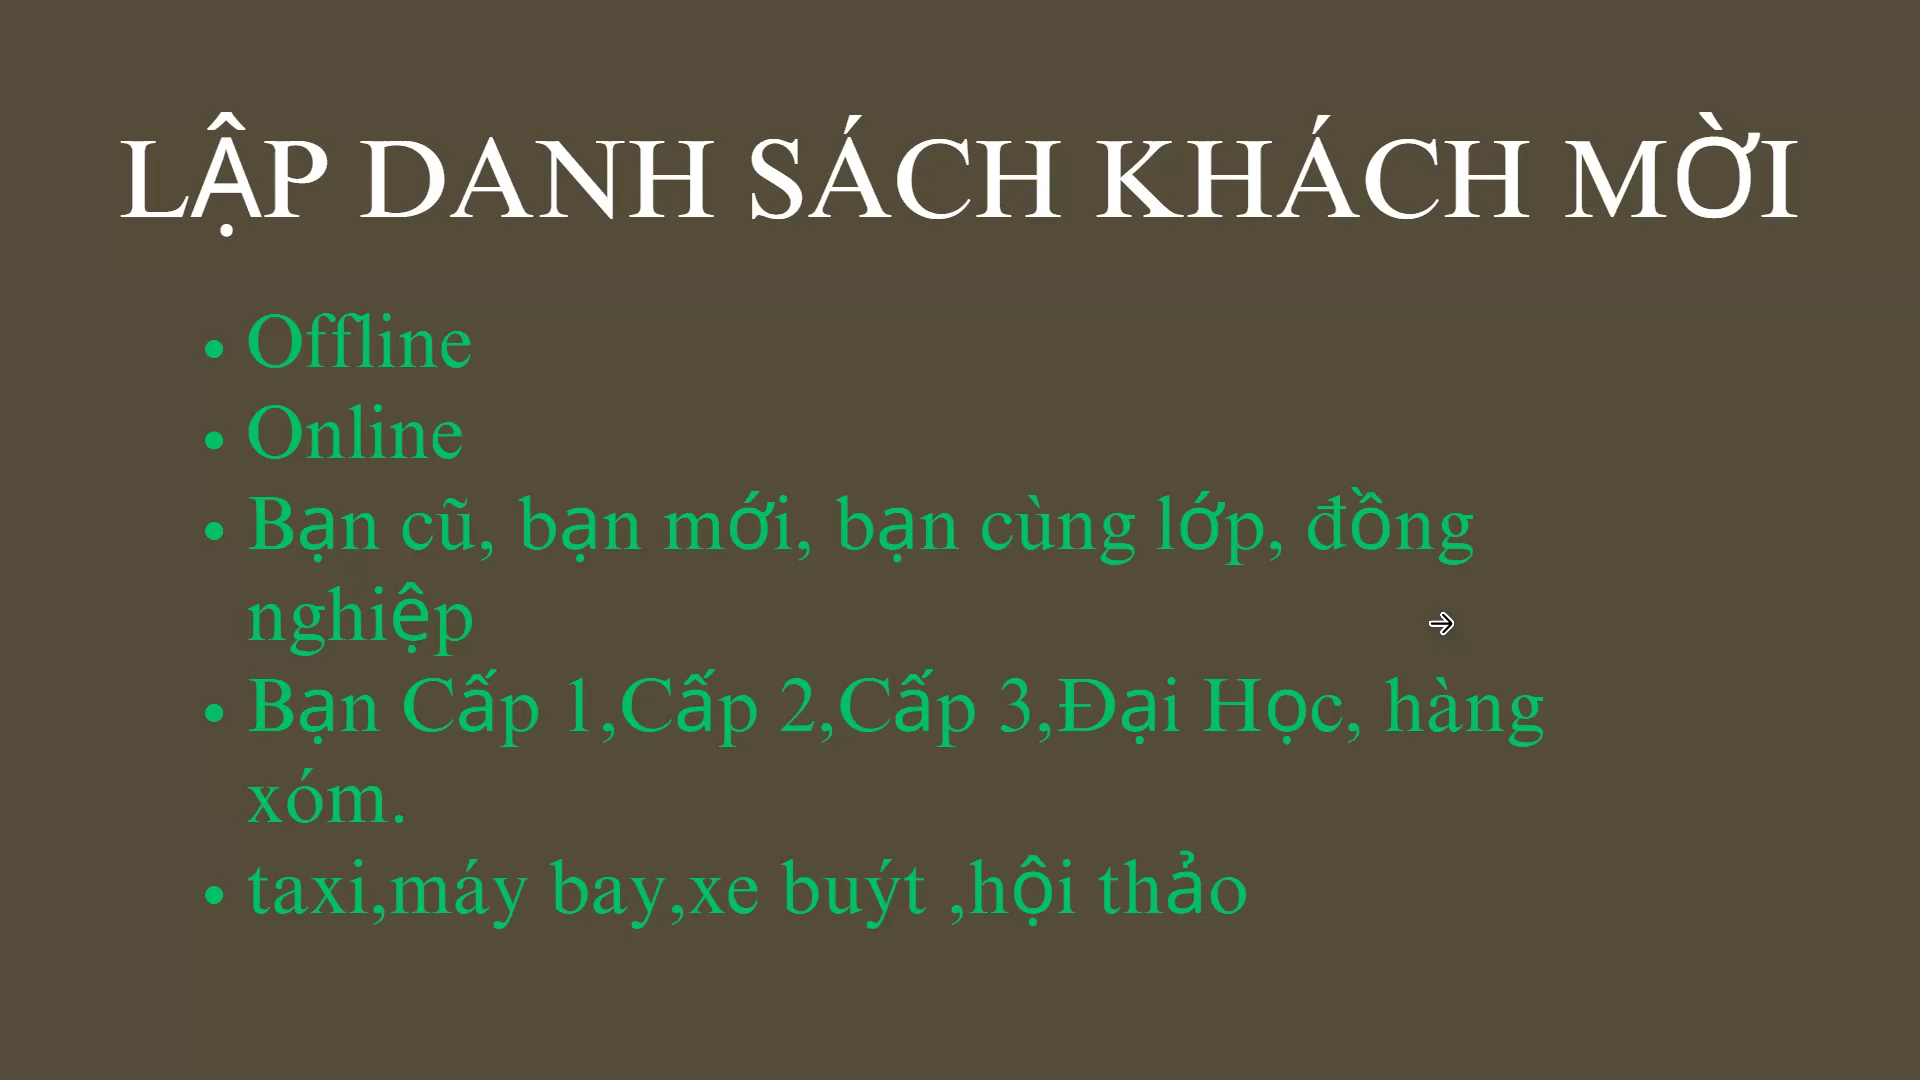 LẬP DANH SÁCH KHÁCH MỜI
• Offline
• Online
• Bạn cũ, bạn mới, bạn cùng lớp, đồng
nghiệp
• Bạn Cấp 1,Cấp 2,Cấp 3,Đại Học, hàng
xóm.
• taxi,máy bay,xe buýt ,hội thảo